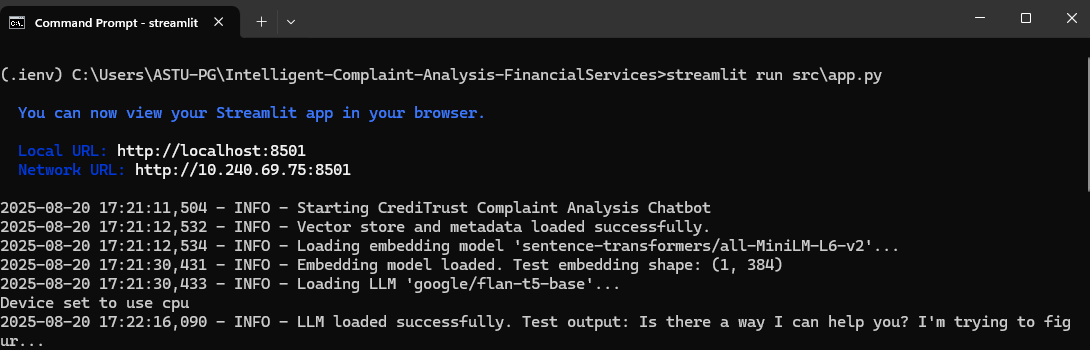 Command Prompt - streamlit
(.ienv) C:\Users\ASTU-PG\Intelligent-Complaint-Analysis-FinancialServices>streamlit run src\app.py
You can now view your Streamlit app in your browser.
Local URL: http://localhost:8501
Network URL: http://10.240.69.75:8501
2025-08-20 17:21:11,504 - INFO - Starting CrediTrust Complaint Analysis Chatbot
2025-08-20 17:21:12,532 - INFO - Vector store and metadata loaded successfully.
2025-08-20 17:21:12,534 - INFO - Loading embedding model 'sentence-transformers/all-MiniLM-L6-v2'...
2025-08-20 17:21:30,431 - INFO - Embedding model loaded. Test embedding shape: (1, 384)
2025-08-20 17:21:30,433 - INFO - Loading LLM 'google/flan-t5-base'...
Device set to use cpu
2025-08-20 17:22:16,090 - INFO - LLM loaded successfully. Test output: Is there a way I can help you? I'm trying to fig
ur...